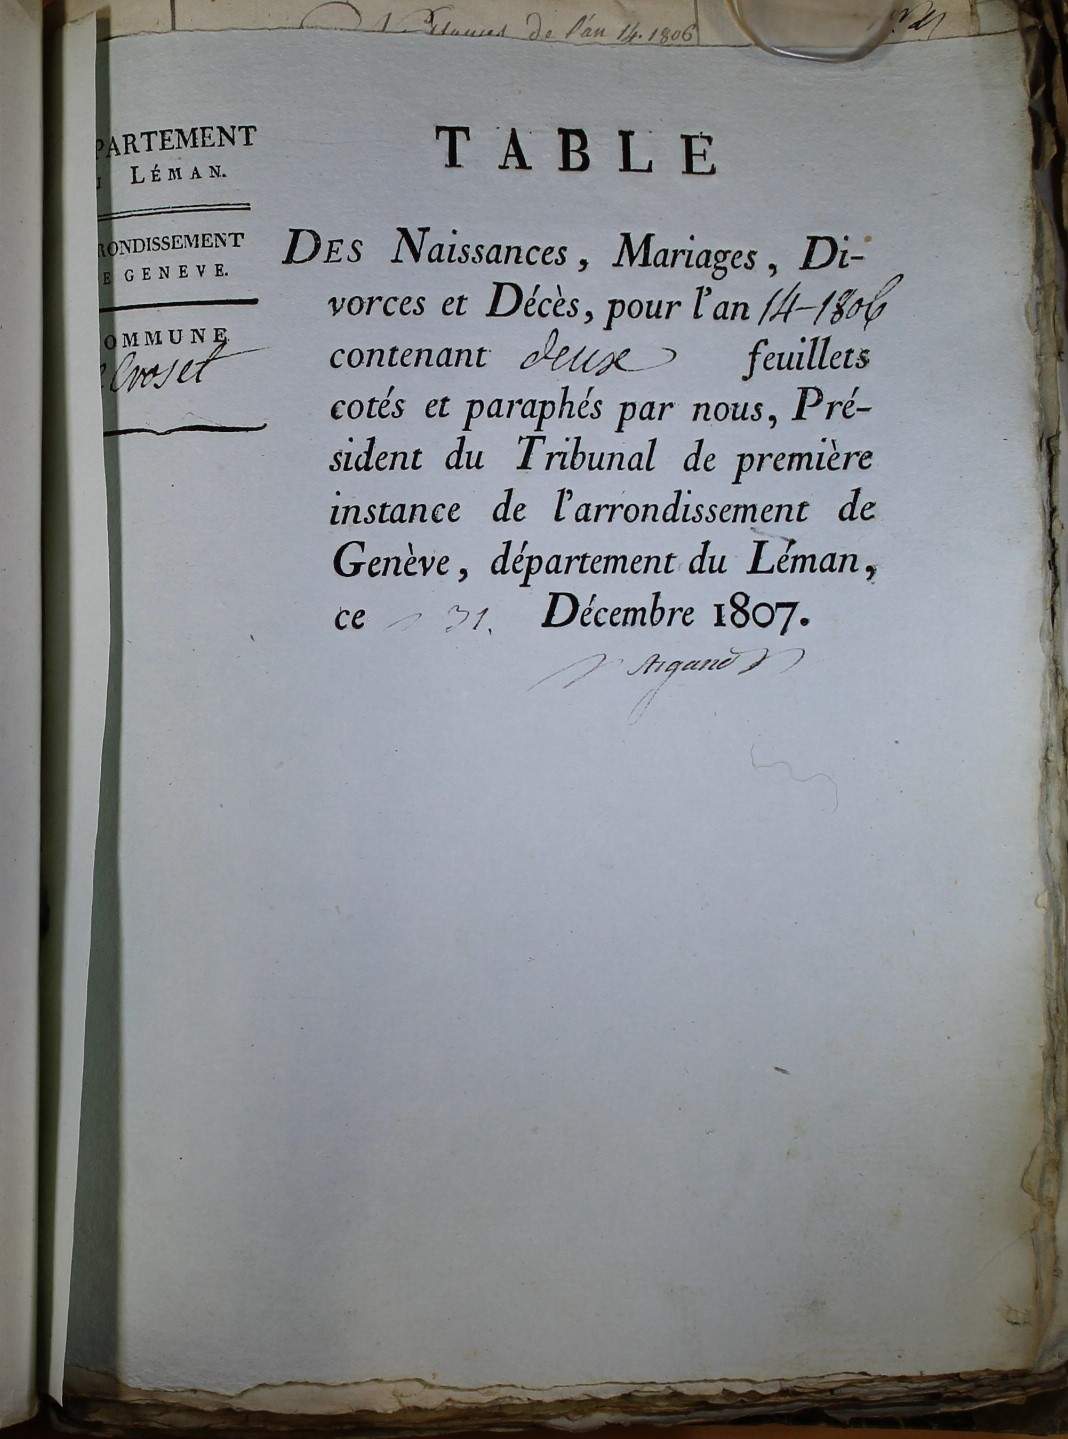 de l'an 14. 1806
PARTEMENT
LÉMAN.
RONDISSEMENT
E GENEVE.
OMMUNE
Croset
TABLE
DES Naissances, Mariages, Di-
vorces et Décès, pour l'an 14-1806
contenant deux feuillets
cotés et paraphés par nous, Pré-
sident du Tribunal de première
instance de l'arrondissement de
Genève, département du Léman,
ce 31. Décembre 1807.
Argand